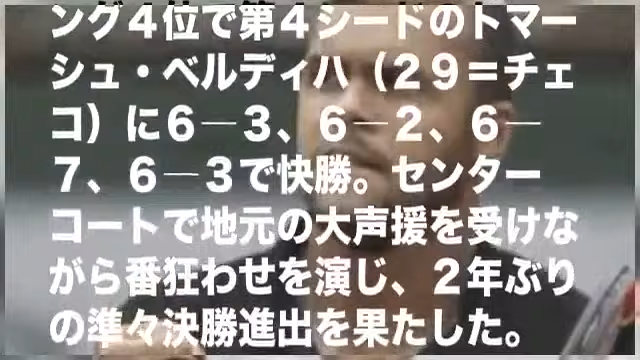 ング４位で第４シードのトマー
シュ・ベルディハ（２９＝チェ
コ）に６―３、６―２、６―
７、６―３で快勝。センター
コートで地元の大声援を受けな
がら番狂わせを演じ、２年ぶり
の準々決勝進出を果たした。